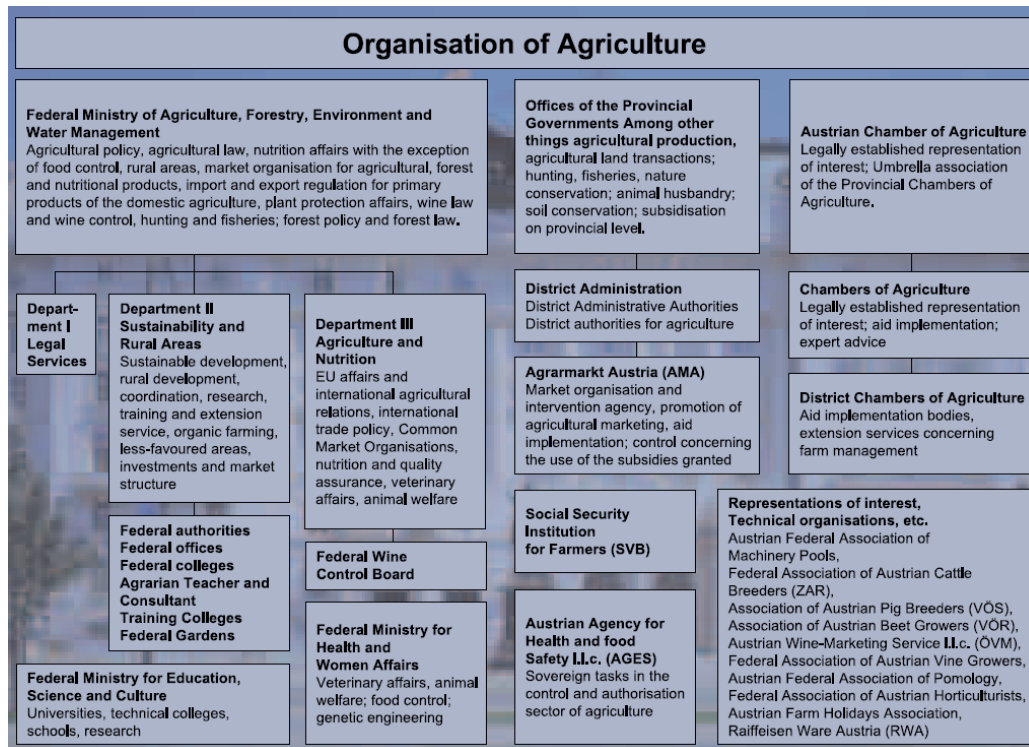 Organisation of Agriculture
Federal Ministry of Agriculture, Forestry, Environment and
Water Management
Agricultural policy, agricultural law, nutrition affairs with the exception
of food control, rural areas, market organisation for agricultural, forest
and nutritional products, import and export regulation for primary
products of the domestic agriculture, plant protection affairs, wine law
and wine control, hunting and fisheries; forest policy and forest law.
Offices of the Provincial
Governments Among other
things agricultural production,
agricultural land transactions;
hunting, fisheries, nature
conservation; animal husbandry;
soil conservation; subsidisation
on provincial level.
Austrian Chamber of Agriculture
Legally established representation
of interest; Umbrella association
of the Provincial Chambers of
Agriculture.
Depart-
ment I
Legal
Services
Department II
Sustainability and
Rural Areas
Sustainable development,
rural development,
coordination, research,
training and extension
service, organic farming,
less-favoured areas,
investments and market
structure
Department III
Agriculture and
Nutrition
EU affairs and
international agricultural
relations, international
trade policy, Common
Market Organisations,
nutrition and quality
assurance, veterinary
affairs, animal welfare
District Administration
District Administrative Authorities
District authorities for agriculture
Chambers of Agriculture
Legally established representation
of interest; aid implementation;
expert advice
Agrarmarkt Austria (AMA)
Market organisation and
intervention agency, promotion of
agricultural marketing, aid
implementation; control concerning
the use of the subsidies granted
District Chambers of Agriculture
Aid implementation bodies,
extension services concerning
farm management
Federal authorities
Federal offices
Federal colleges
Agrarian Teacher and
Consultant
Training Colleges
Federal Gardens
Federal Wine
Control Board
Social Security
Institution
for Farmers (SVB)
Representations of interest,
Technical organisations, etc.
Austrian Federal Association of
Machinery Pools,
Federal Association of Austrian Cattle
Breeders (ZAR),
Association of Austrian Pig Breeders (VÖS),
Association of Austrian Beet Growers (VÖR),
Austrian Wine-Marketing Service l.l.c. (ÖVM),
Federal Association of Austrian Vine Growers,
Austrian Federal Association of Pomology,
Federal Association of Austrian Horticulturists,
Austrian Farm Holidays Association,
Raiffeisen Ware Austria (RWA)
Federal Ministry for Education,
Science and Culture
Universities, technical colleges,
schools, research
Federal Ministry for
Health and
Women Affairs
Veterinary affairs, animal
welfare; food control;
genetic engineering
Austrian Agency for
Health and food
Safety l.l.c. (AGES)
Sovereign tasks in the
control and authorisation
sector of agriculture